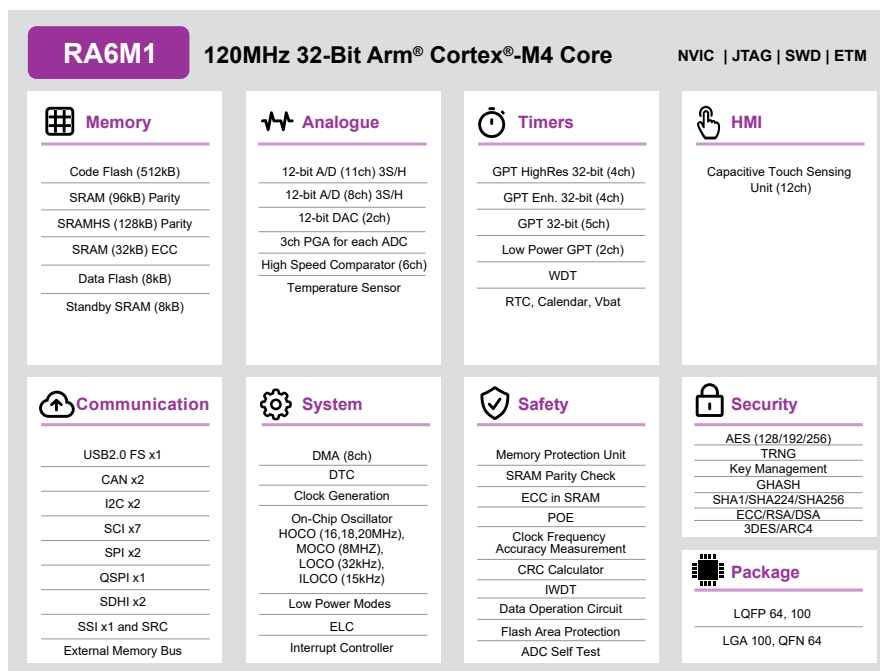 RA6M1
120MHz 32-Bit Arm® Cortex®-M4 Core
NVIC | JTAG | SWD | ETM
Memory
Code Flash (512kB)
SRAM (96kB) Parity
SRAMHS (128kB) Parity
SRAM (32kB) ECC
Data Flash (8kB)
Standby SRAM (8kB)
Analogue
12-bit A/D (11ch) 3S/H
12-bit A/D (8ch) 3S/H
12-bit DAC (2ch)
3ch PGA for each ADC
High Speed Comparator (6ch)
Temperature Sensor
Timers
GPT HighRes 32-bit (4ch)
GPT Enh. 32-bit (4ch)
GPT 32-bit (5ch)
Low Power GPT (2ch)
WDT
RTC, Calendar, Vbat
HMI
Capacitive Touch Sensing
Unit (12ch)
Communication
USB2.0 FS x1
CAN x2
I2C x2
SCI x7
SPI x2
QSPI x1
SDHI x2
SSI x1 and SRC
External Memory Bus
System
DMA (8ch)
DTC
Clock Generation
On-Chip Oscillator
HOCO (16,18,20MHz),
MOCO (8MHZ),
LOCO (32kHz),
ILOCO (15kHz)
Low Power Modes
ELC
Interrupt Controller
Safety
Memory Protection Unit
SRAM Parity Check
ECC in SRAM
POE
Clock Frequency
Accuracy Measurement
CRC Calculator
IWDT
Data Operation Circuit
Flash Area Protection
ADC Self Test
Security
AES (128/192/256)
TRNG
Key Management
GHASH
SHA1/SHA224/SHA256
ECC/RSA/DSA
3DES/ARC4
Package
LQFP 64, 100
LGA 100, QFN 64